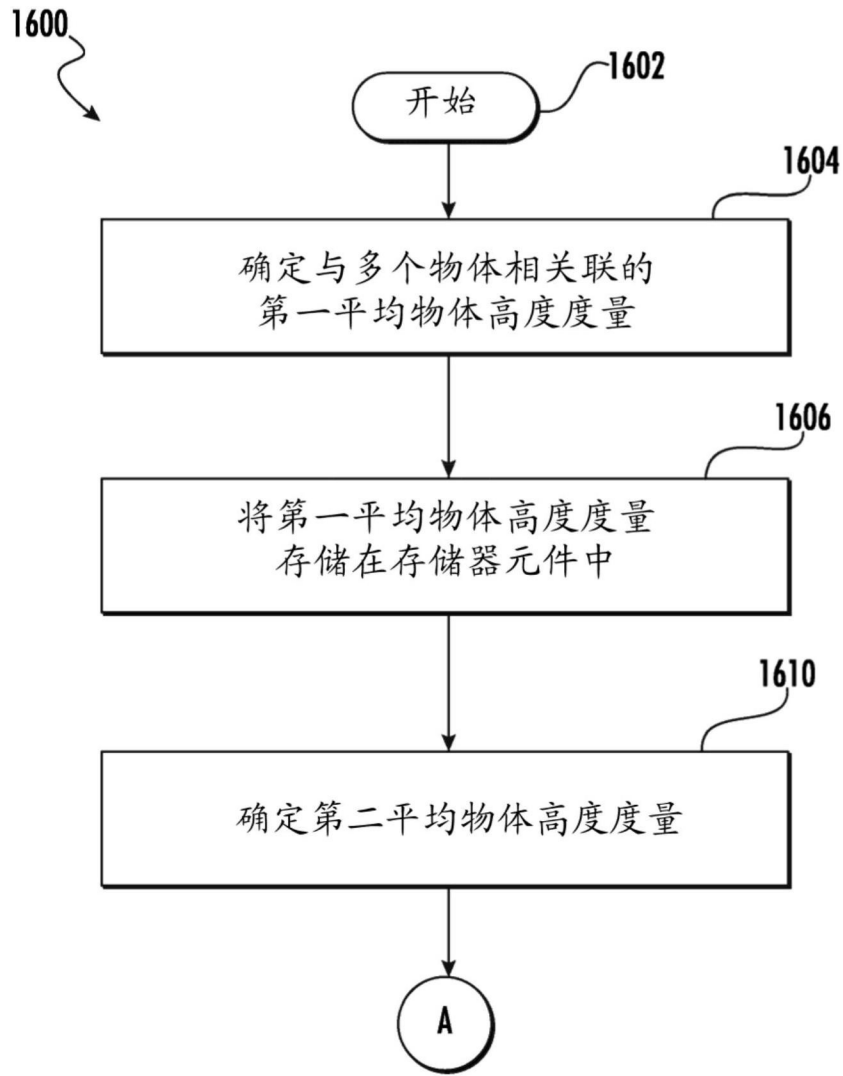 1600
开始
1602
1604
确定与多个物体相关联的
第一平均物体高度度量
1606
将第一平均物体高度度量
存储在存储器元件中
1610
确定第二平均物体高度度量
A